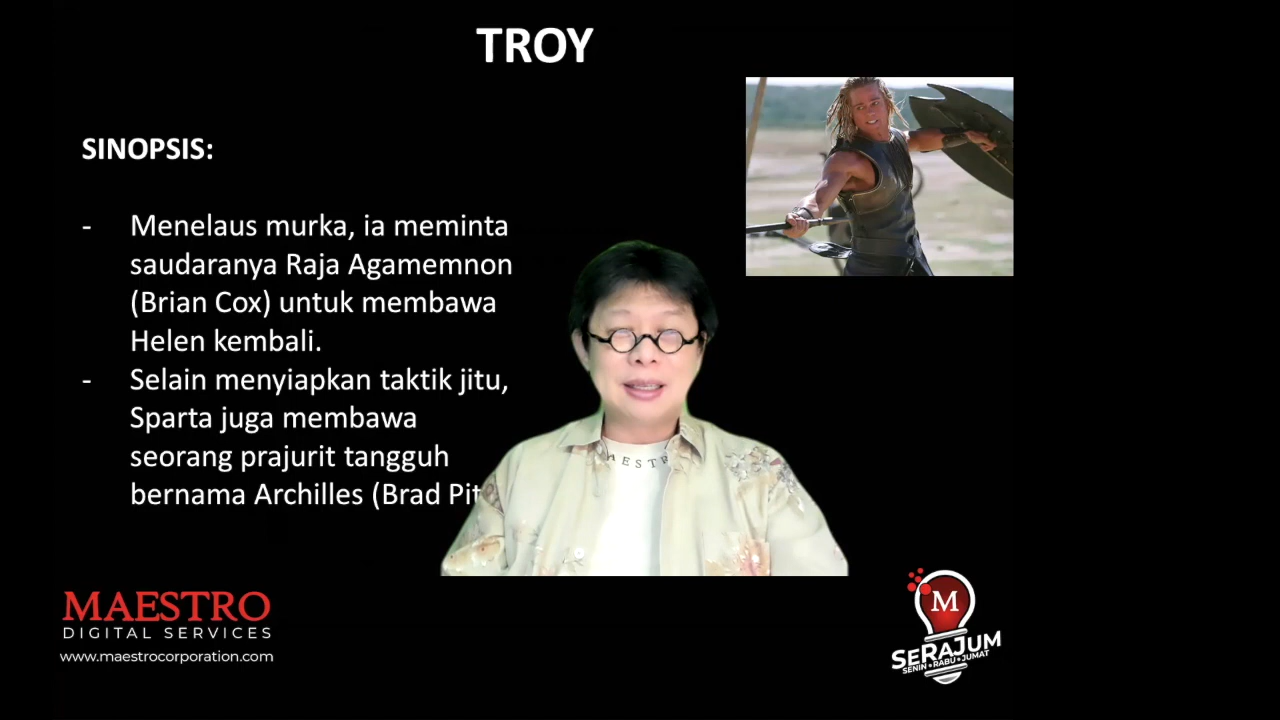 TROY
SINOPSIS:
- Menelaus murka, ia meminta
saudaranya Raja Agamemnon
(Brian Cox) untuk membawa
Helen kembali.
- Selain menyiapkan taktik jitu,
Sparta juga membawa
seorang prajurit tangguh
bernama Archilles (Brad Pit
MAESTRO
DIGITAL SERVICES
www.maestrocorporation.com
M
SERAJUM
SENIN • RABU • JUMAT